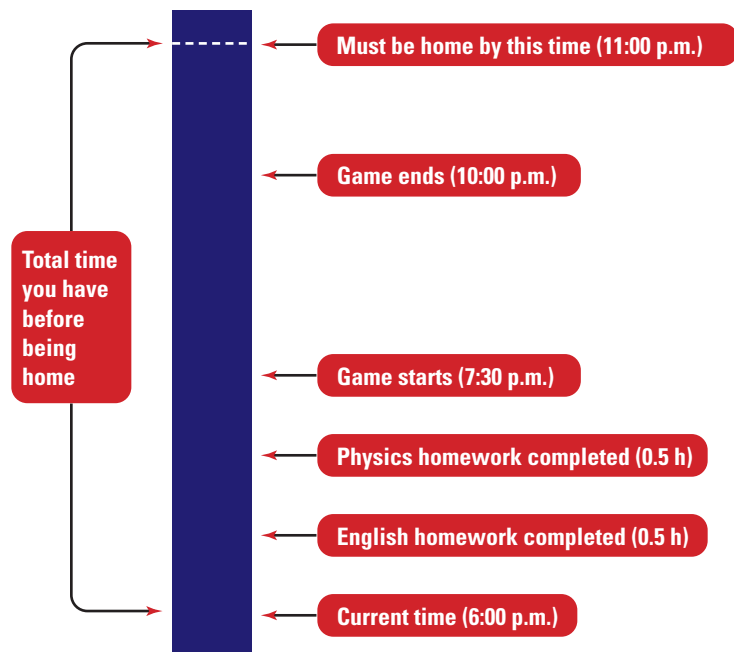 Must be home by this time (11:00 p.m.)
Game ends (10:00 p.m.)
Total time
you have
before
being
home
Game starts (7:30 p.m.)
Physics homework completed (0.5 h)
English homework completed (0.5 h)
Current time (6:00 p.m.)